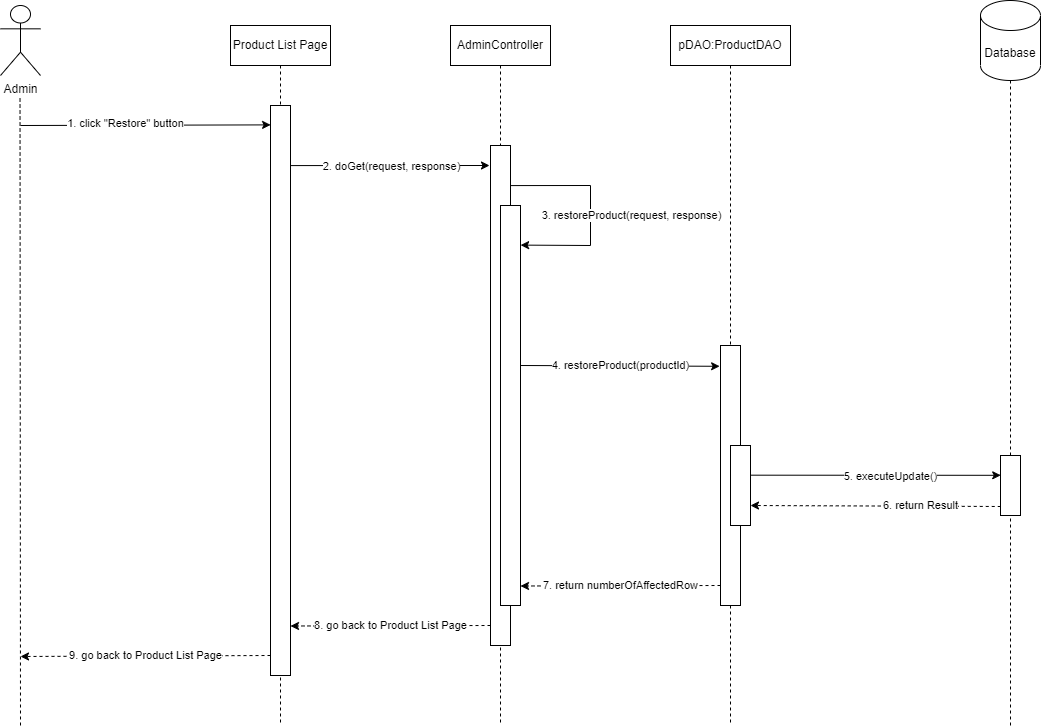 Product List Page
AdminController
pDAO:ProductDAO
Database
Admin
1. click "Restore" button
2. doGet(request, response)
3. restoreProduct(request, response)
4. restoreProduct(productId)
5. executeUpdate()
6. return Result
7. return numberOfAffectedRow
8. go back to Product List Page
9. go back to Product List Page